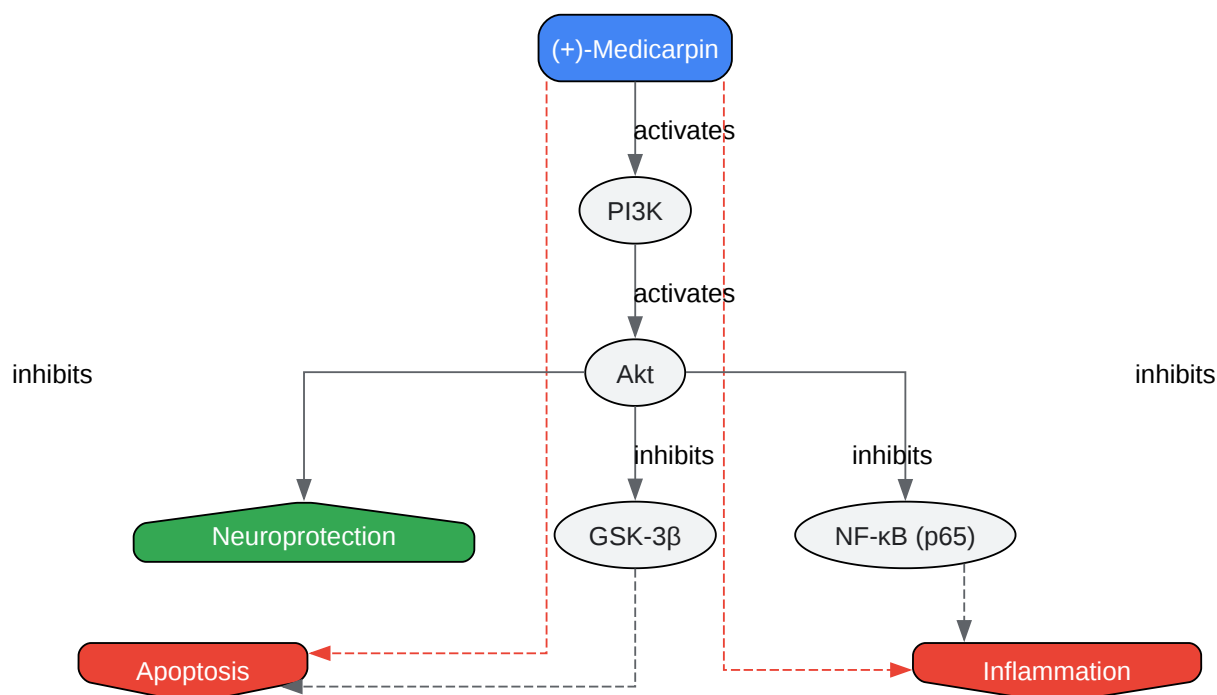 (+)-Medicarpin
activates
PI3K
activates
inhibits
Akt
inhibits
inhibits
inhibits
Neuroprotection
GSK-3β
NF-κB (p65)
Apoptosis
Inflammation